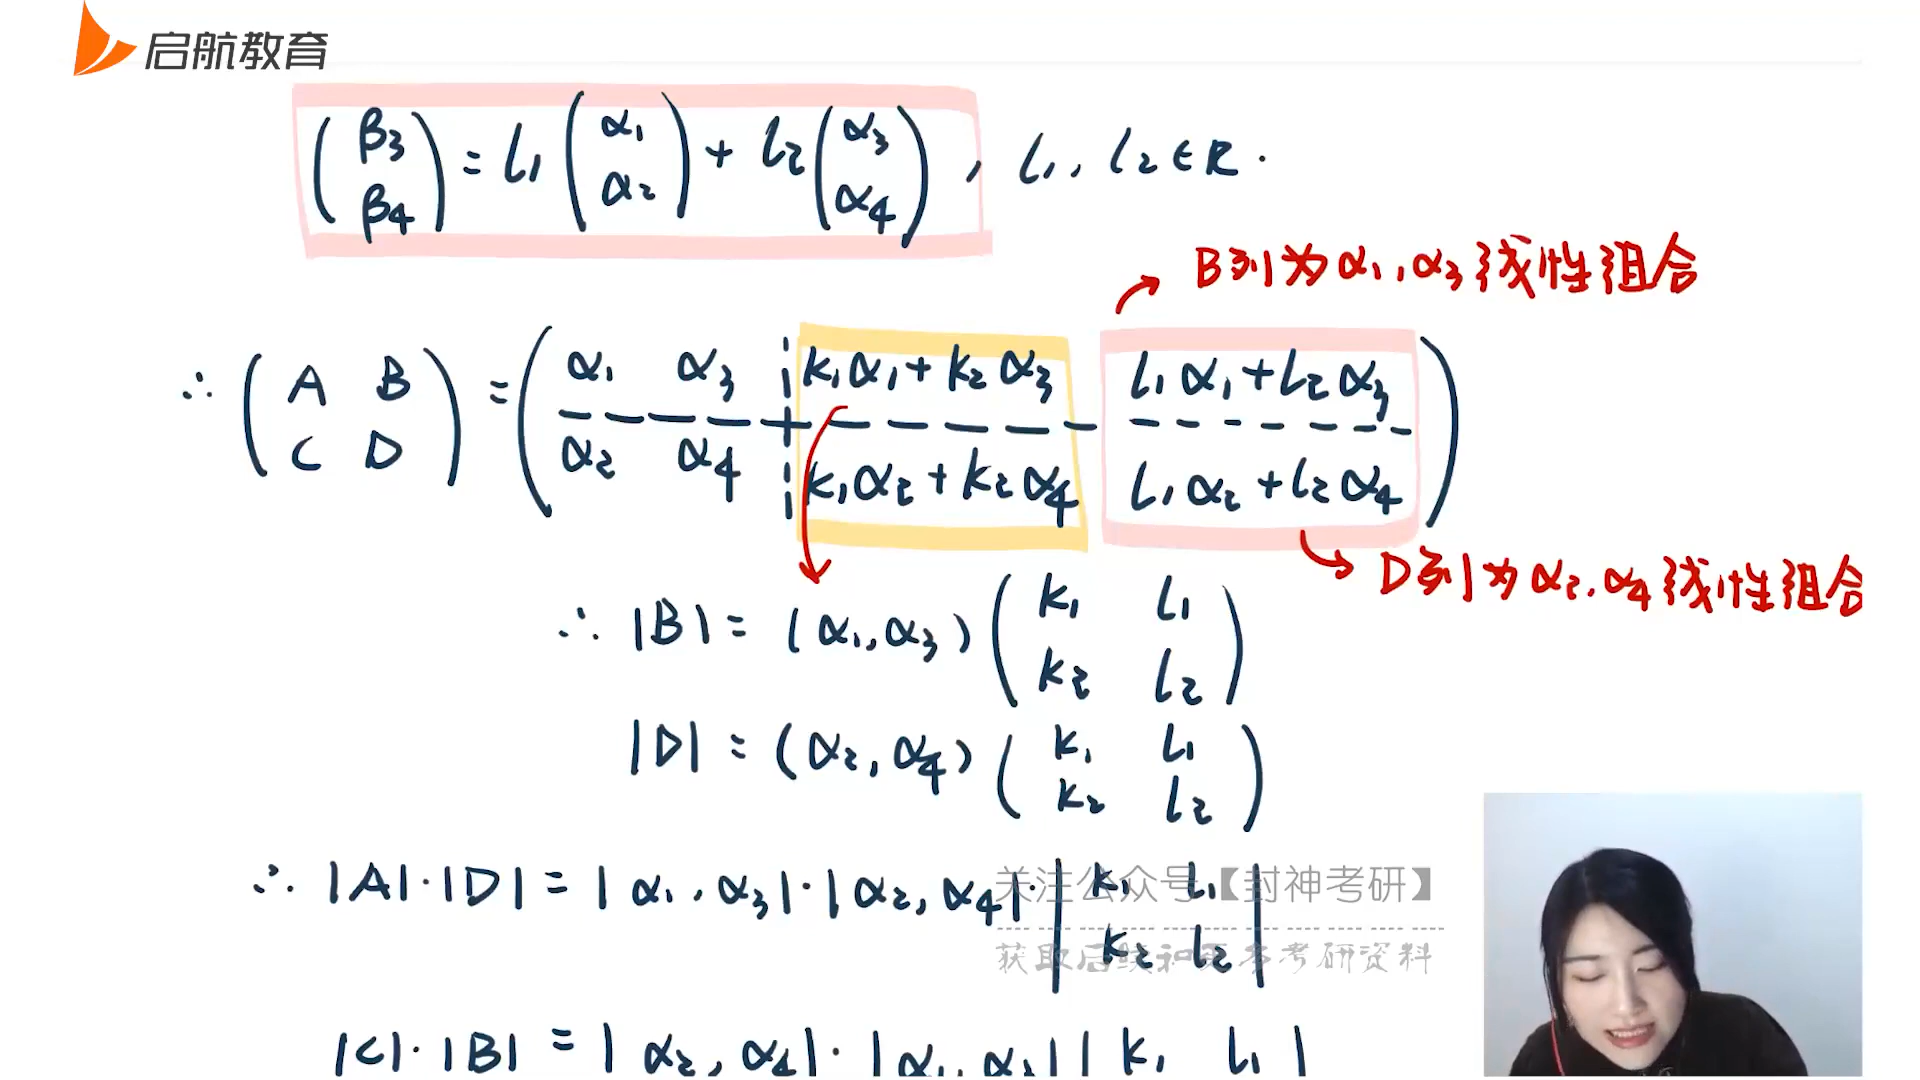 启航教育
(β3 β4) = l1 (α1 α2) + l2 (α3 α4) , l1, l2 ∈ R.
B列为α1,α3线性组合
∴ (A B
C D) = (α1 α3 k1α1+k2α3 l1α1+l2α3
α2 α4 k1α2+k2α4 l1α2+l2α4)
D列为α2,α4线性组合
∴ |B| = (α1,α3) (k1 l1
k2 l2)
|D| = (α2,α4) (k1 l1
k2 l2)
∴ |A|·|D| = |α1,α3|·|α2,α4|· |k1 l1
k2 l2|
关注公众号【封神考研】
获取后续和更多考研资料
|C|·|B| = |α2,α4|·|α1,α3| |k1 l1|